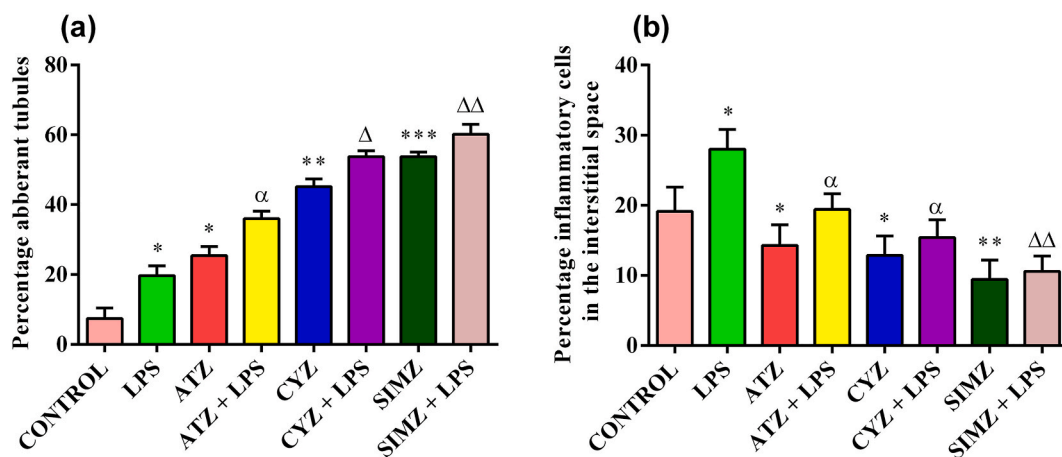 (a)
Percentage abberant tubules
80
60
40
20
0
*
*
α
**
Δ
***
ΔΔ
CONTROL
LPS
ATZ
ATZ + LPS
CYZ
CYZ + LPS
SIMZ
SIMZ + LPS
(b)
Percentage inflammatory cells
in the interstitial space
40
30
20
10
0
*
*
α
*
α
**
ΔΔ
CONTROL
LPS
ATZ
ATZ + LPS
CYZ
CYZ + LPS
SIMZ
SIMZ + LPS